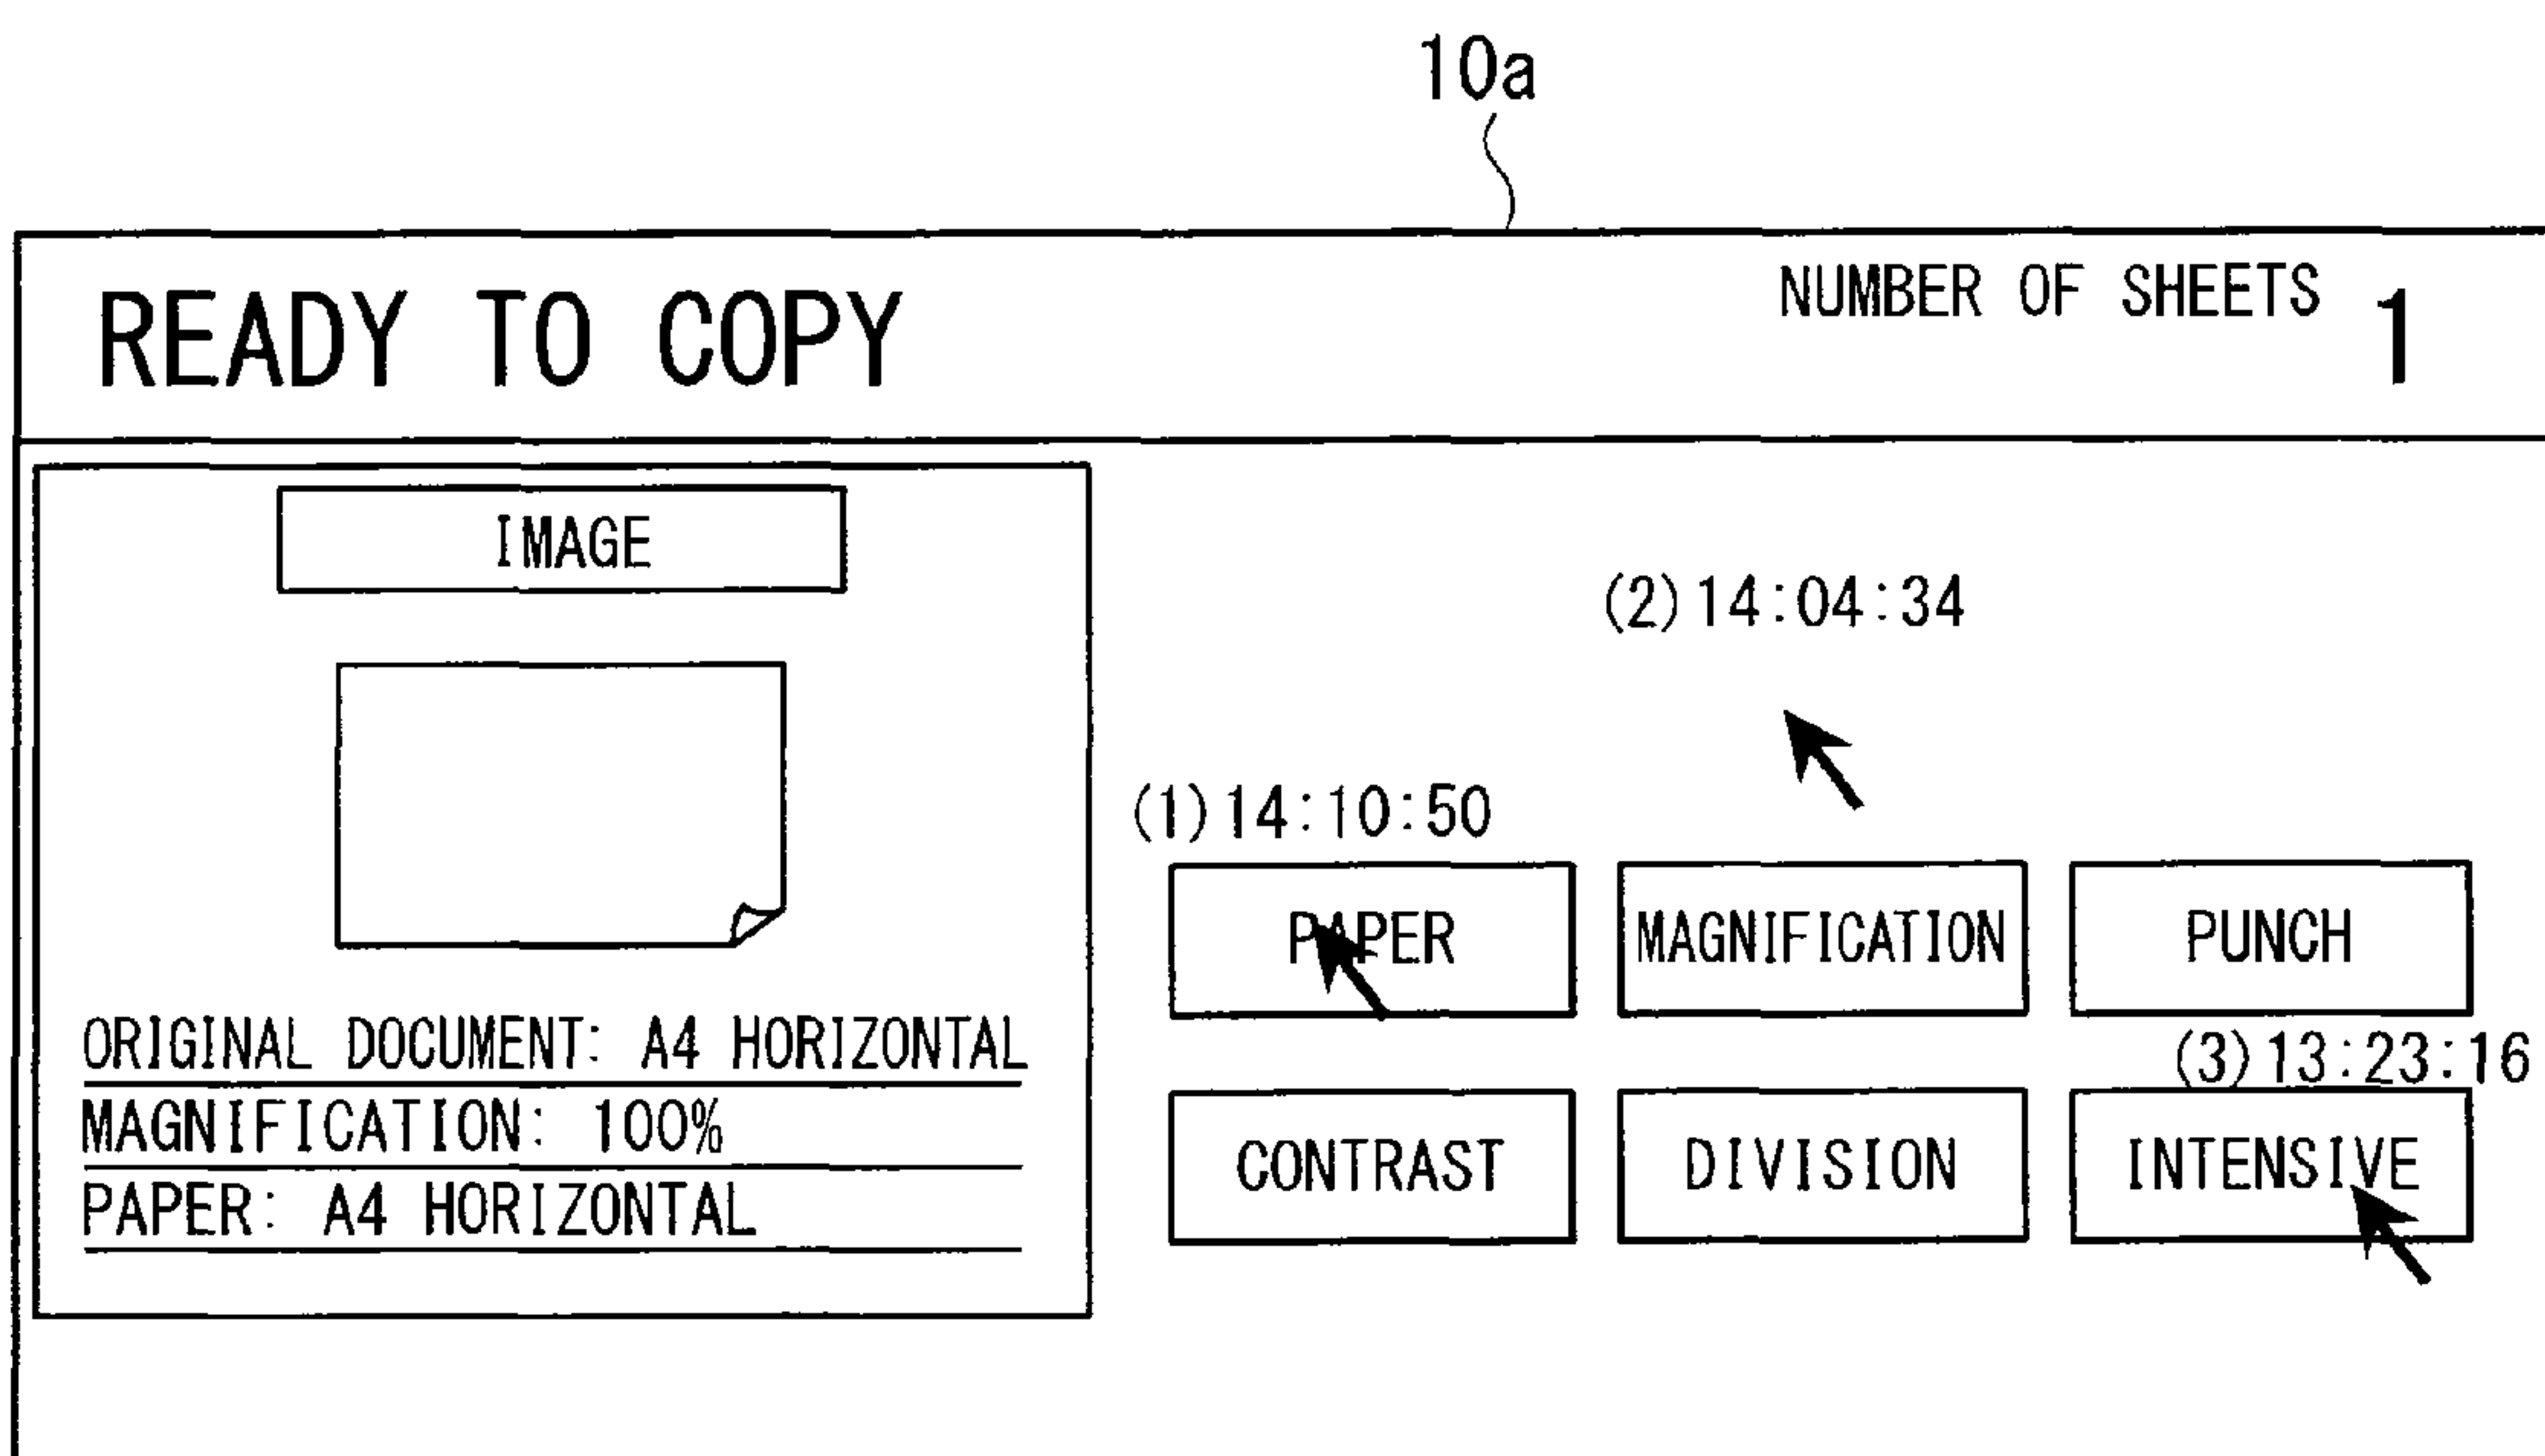 10a
READY TO COPY
NUMBER OF SHEETS 1
IMAGE
ORIGINAL DOCUMENT: A4 HORIZONTAL
MAGNIFICATION: 100%
PAPER: A4 HORIZONTAL
(2)14:04:34
(1)14:10:50
PAPER MAGNIFICATION PUNCH
(3)13:23:16
CONTRAST DIVISION INTENSIVE